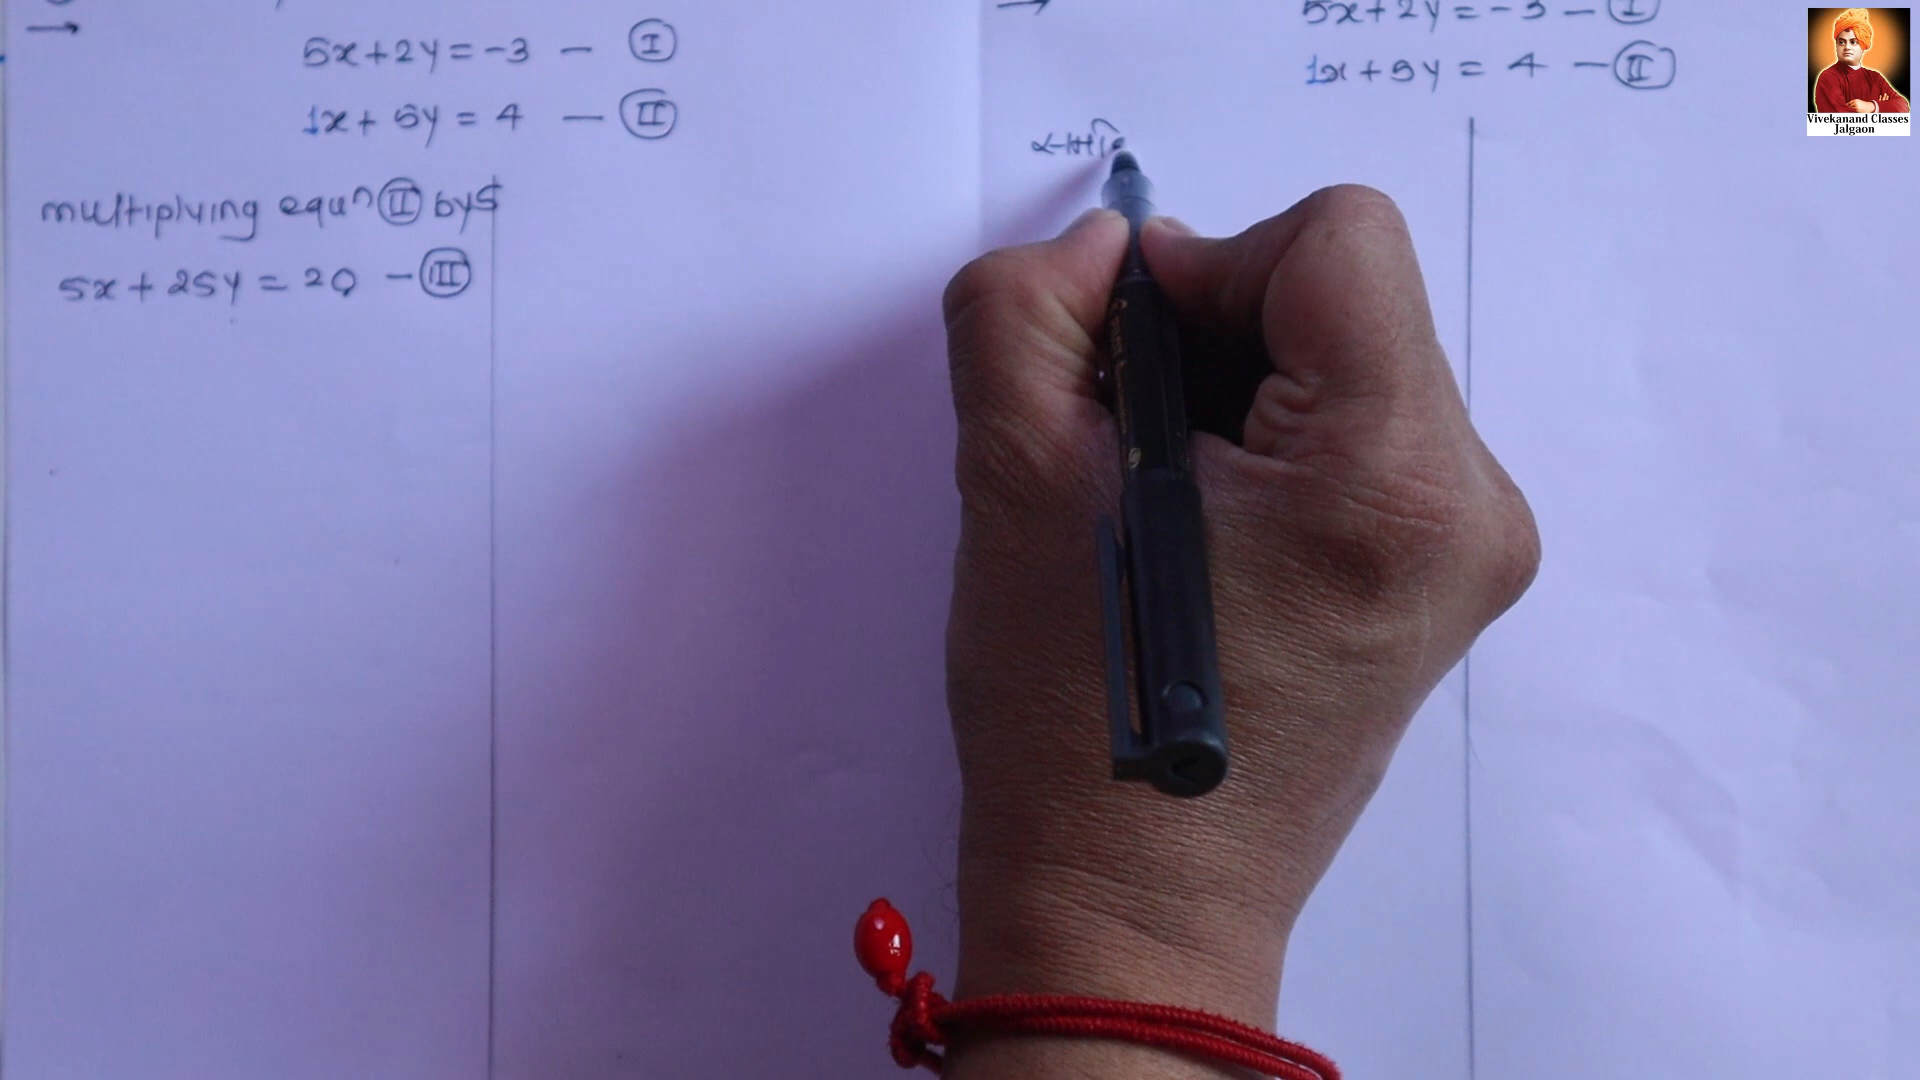 5x+2y = -3 — I
1x + 5y = 4 — II
multiplying equn II by 5
5x + 25y = 20 — III
5x+2y = -3 — I
1x + 5y = 4 — II
Vivekanand Classes
Jalgaon